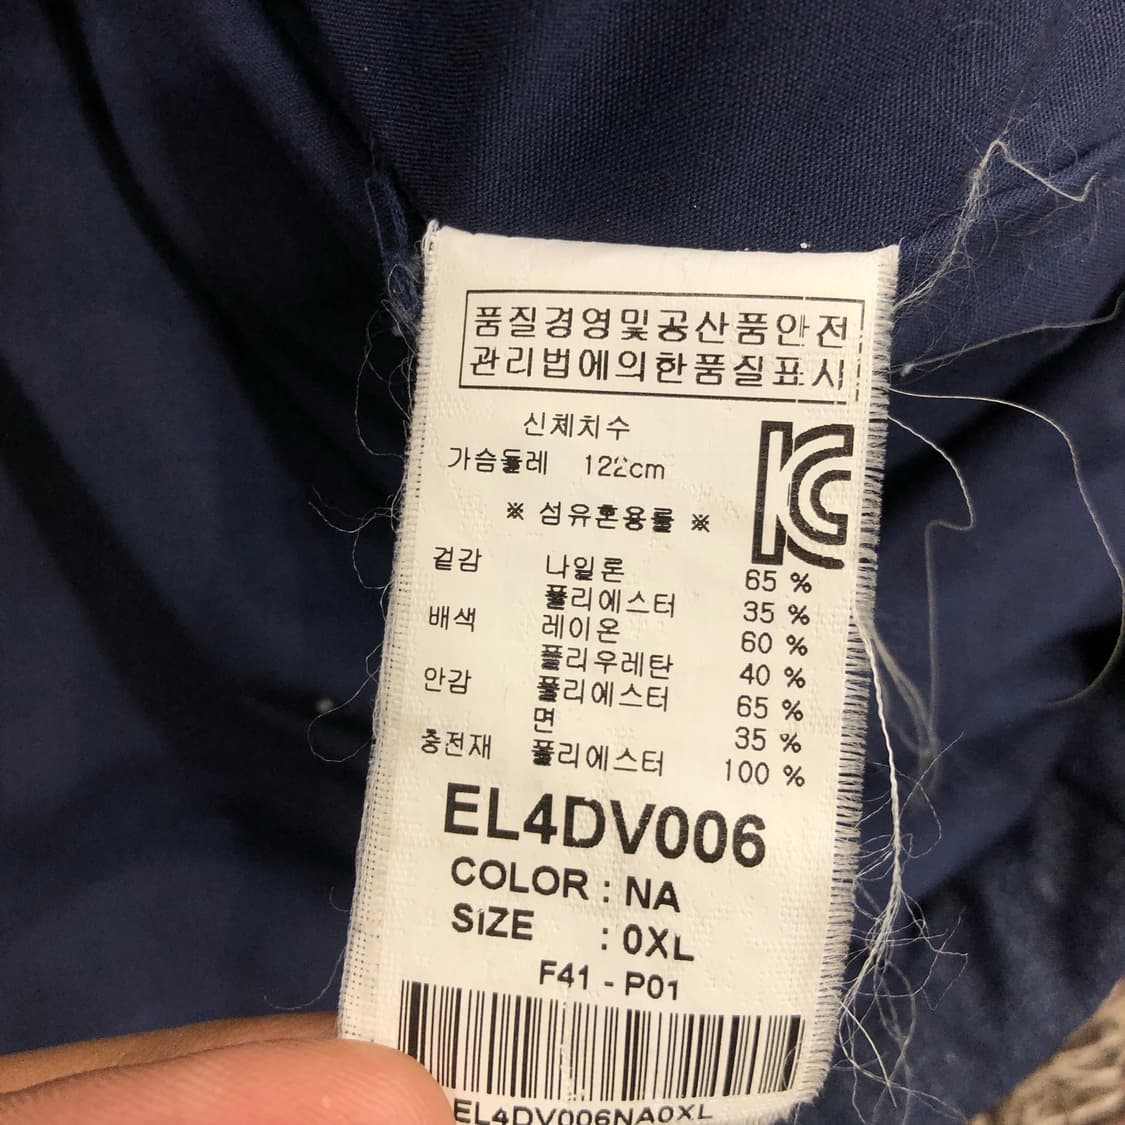 품질경영및공산품안전
관리법에의한품질표시
신체치수
가슴둘레 122cm
KC
※ 섬유혼용률 ※
겉감 나일론 65 %
폴리에스터 35 %
배색 레이온 60 %
폴리우레탄 40 %
안감 폴리에스터 65 %
면 35 %
충전재 폴리에스터 100 %
EL4DV006
COLOR : NA
SIZE : 0XL
F41 - P01
EL4DV006NA0XL